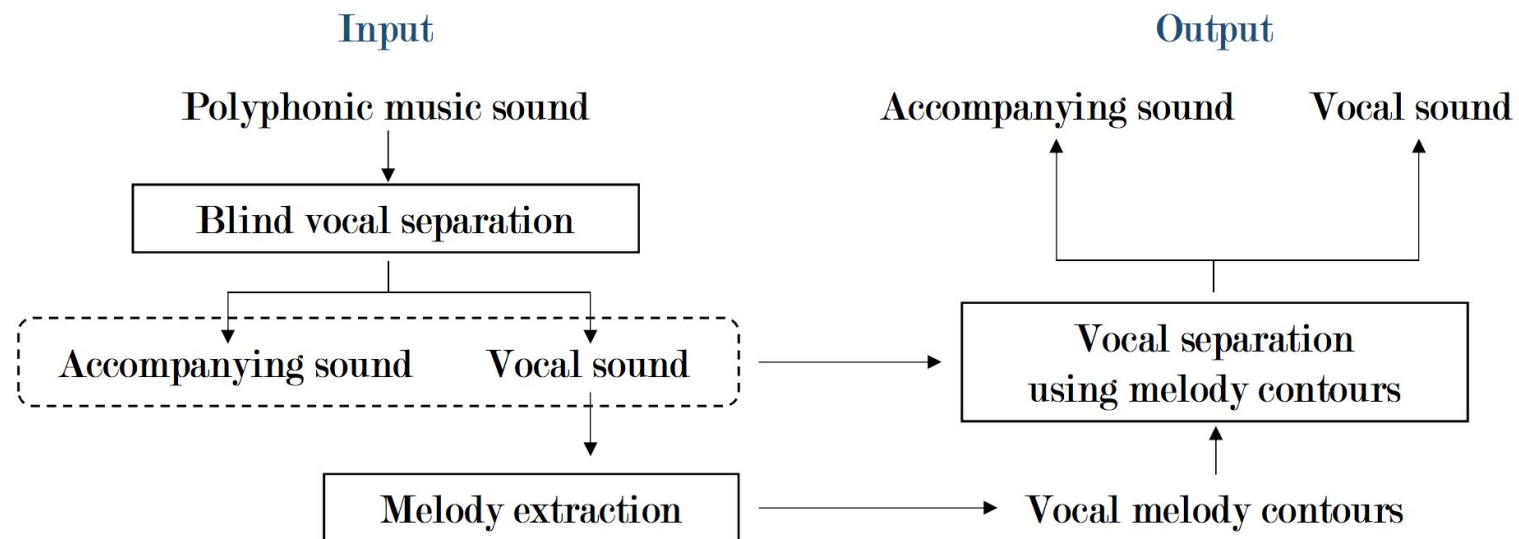 Input
Output
Polyphonic music sound
Accompanying sound
Vocal sound
Blind vocal separation
Accompanying sound
Vocal sound
Vocal separation
using melody contours
Melody extraction
Vocal melody contours